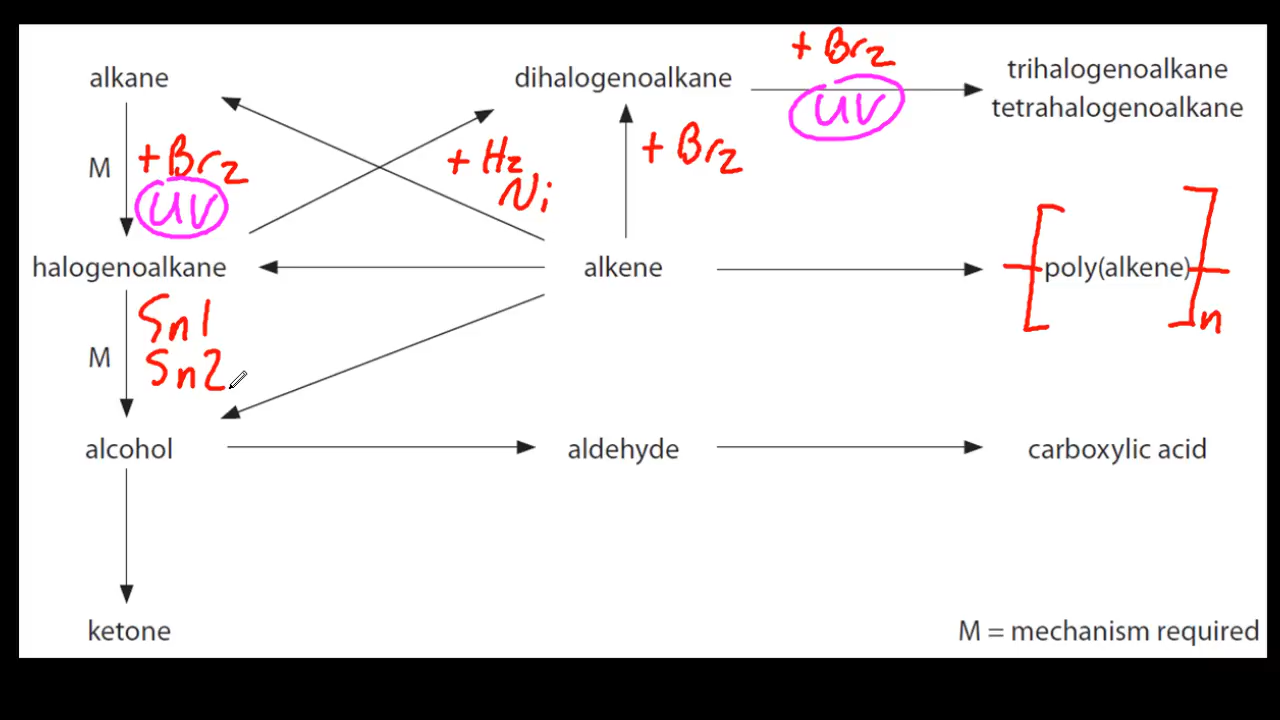 + Br2
alkane
dihalogenoalkane
trihalogenoalkane
tetrahalogenoalkane
UV
M
+ Br2
UV
+ H2
Ni
+ Br2
halogenoalkane
alkene
[poly(alkene)]n
M
Sn1
Sn2
alcohol
aldehyde
carboxylic acid
ketone
M = mechanism required